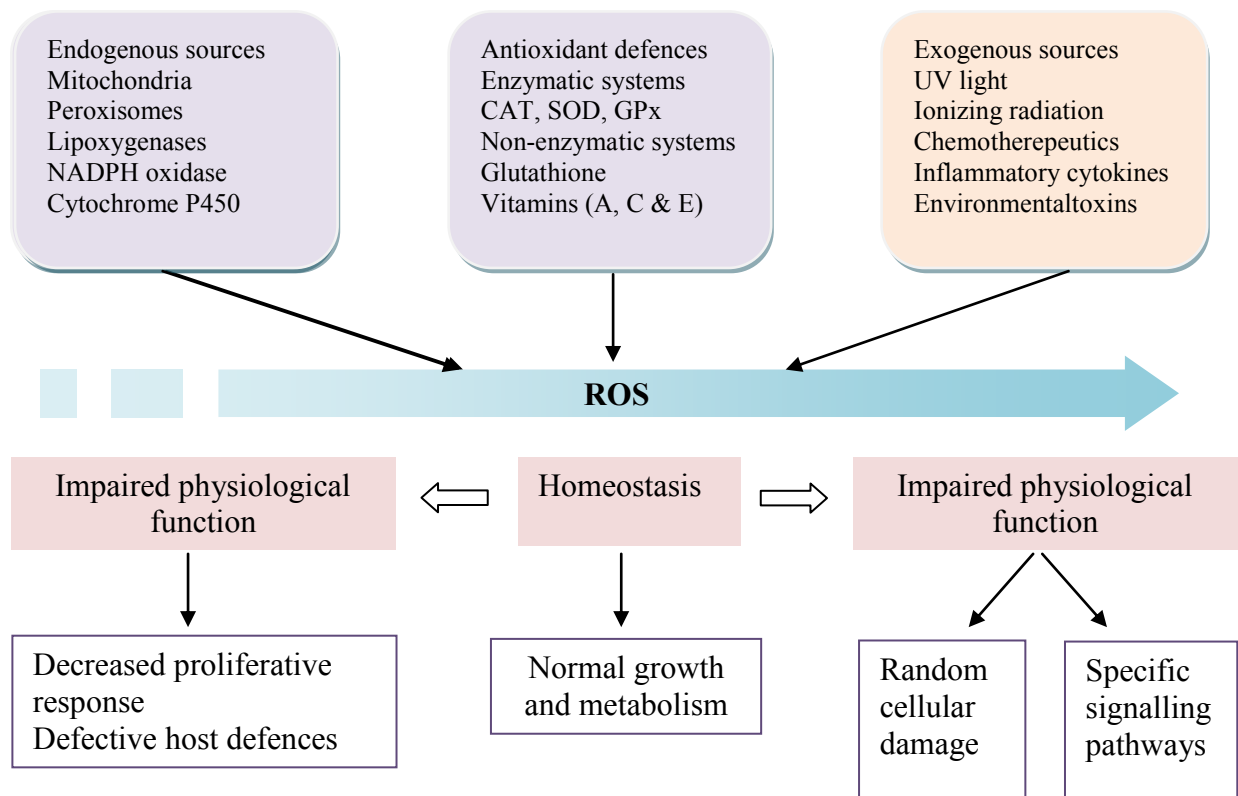 Endogenous sources
Mitochondria
Peroxisomes
Lipoxygenases
NADPH oxidase
Cytochrome P450
Antioxidant defences
Enzymatic systems
CAT, SOD, GPx
Non-enzymatic systems
Glutathione
Vitamins (A, C & E)
Exogenous sources
UV light
Ionizing radiation
Chemotherepeutics
Inflammatory cytokines
Environmentaltoxins
ROS
Impaired physiological
function
Homeostasis
Impaired physiological
function
Decreased proliferative
response
Defective host defences
Normal growth
and metabolism
Random
cellular
damage
Specific
signalling
pathways